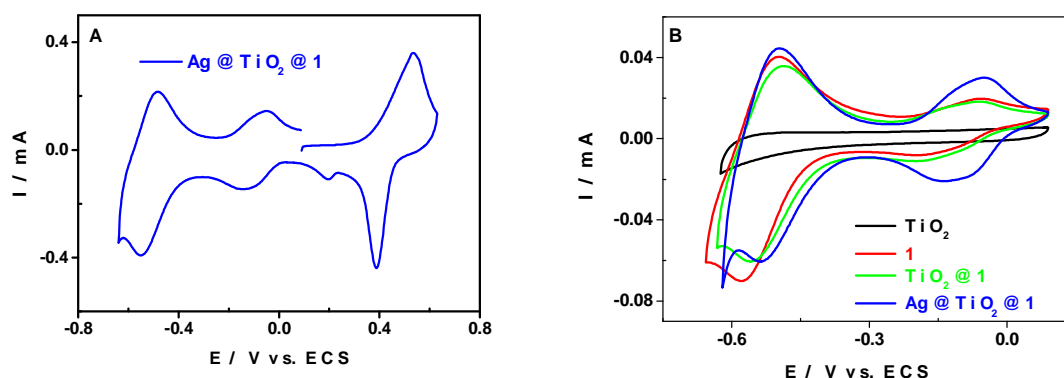 A
Ag @ TiO2 @ 1
I / mA
0.4
0.0
-0.4
-0.8 -0.4 0.0 0.4 0.8
E / V vs. ECS
B
I / mA
0.04
0.00
-0.04
-0.08
TiO2
1
TiO2 @ 1
Ag @ TiO2 @ 1
-0.6 -0.3 0.0
E / V vs. ECS